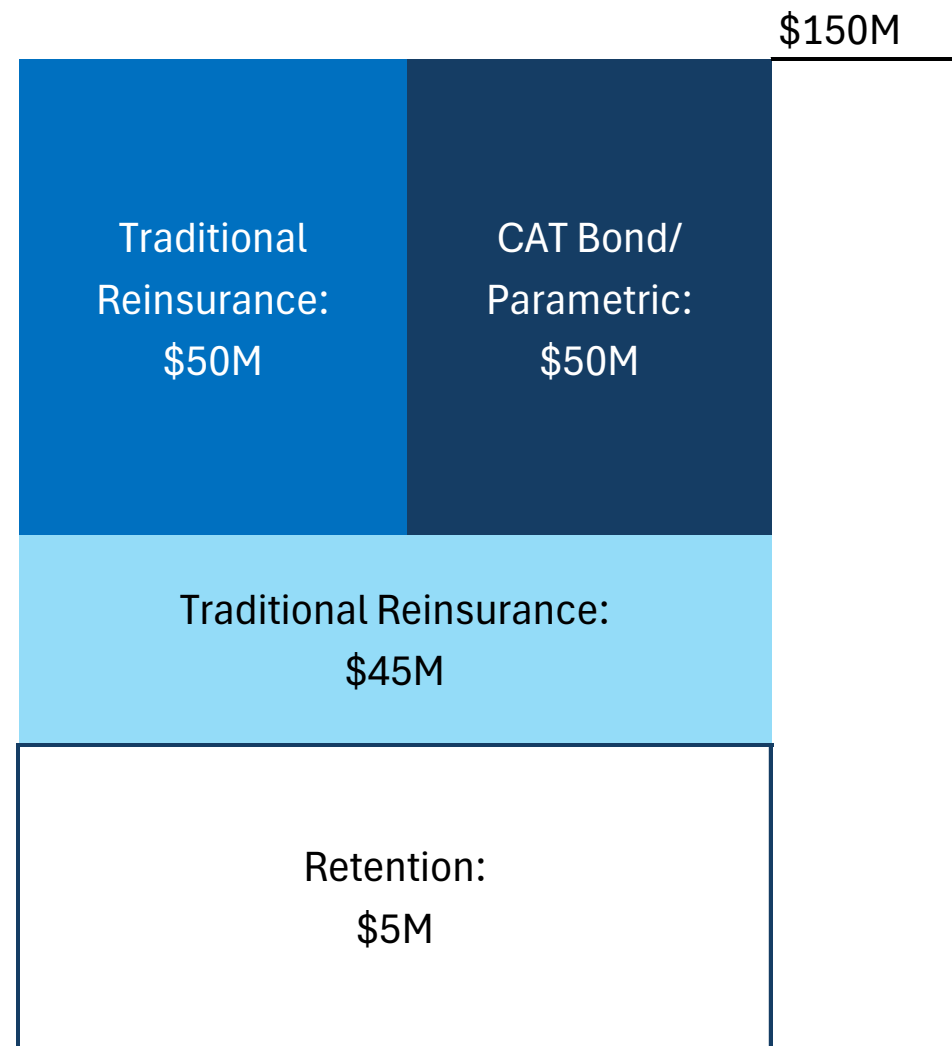 $150M
Traditional
Reinsurance:
$50M
CAT Bond/
Parametric:
$50M
Traditional Reinsurance:
$45M
Retention:
$5M